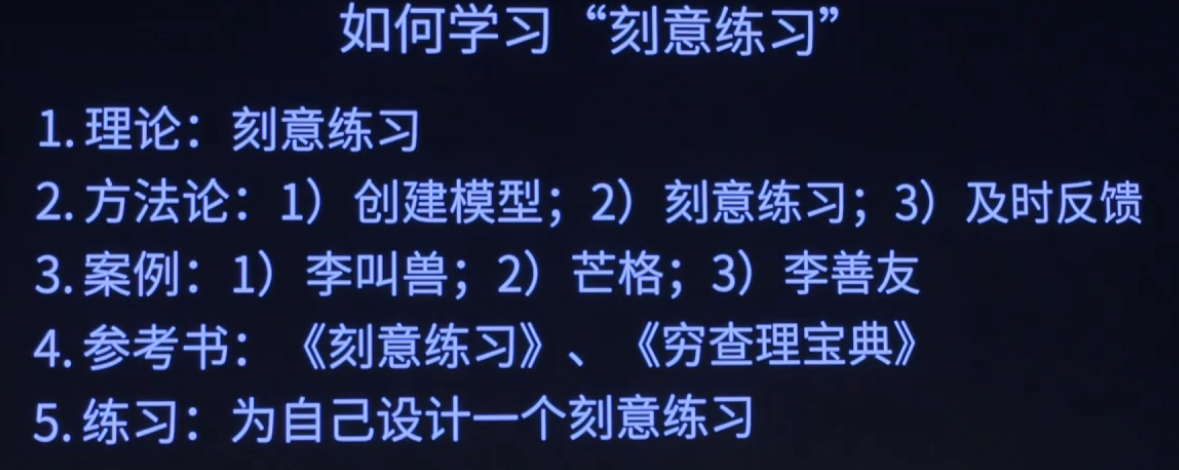 如何学习“刻意练习”
1.理论：刻意练习
2.方法论：1）创建模型；2）刻意练习；3）及时反馈
3.案例：1）李叫兽；2）芒格；3）李善友
4.参考书：《刻意练习》、《穷查理宝典》
5.练习：为自己设计一个刻意练习